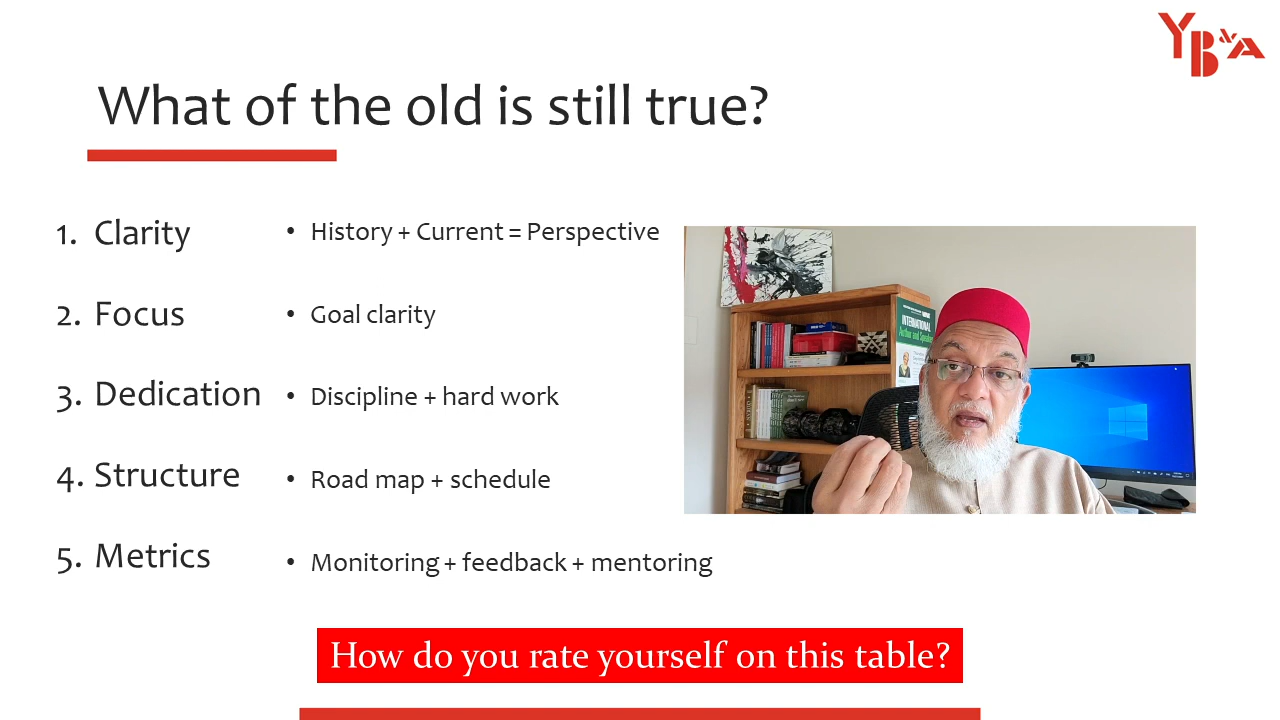 YB&A
What of the old is still true?
1. Clarity
• History + Current = Perspective
2. Focus
• Goal clarity
3. Dedication
• Discipline + hard work
4. Structure
• Road map + schedule
5. Metrics
• Monitoring + feedback + mentoring
INTERNATIONAL
Author and Speaker
How do you rate yourself on this table?